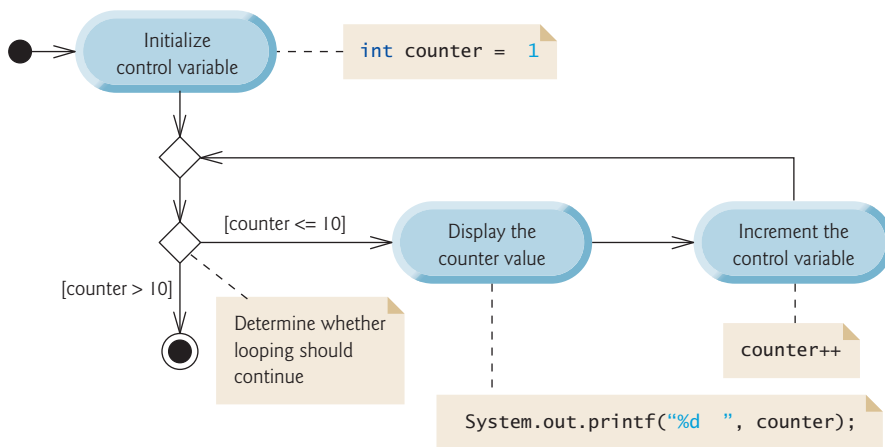 Initialize
control variable
int counter =  1
[counter <= 10]
Display the
counter value
Increment the
control variable
[counter > 10]
Determine whether
looping should
continue
counter++
System.out.printf(“%d  ”, counter);